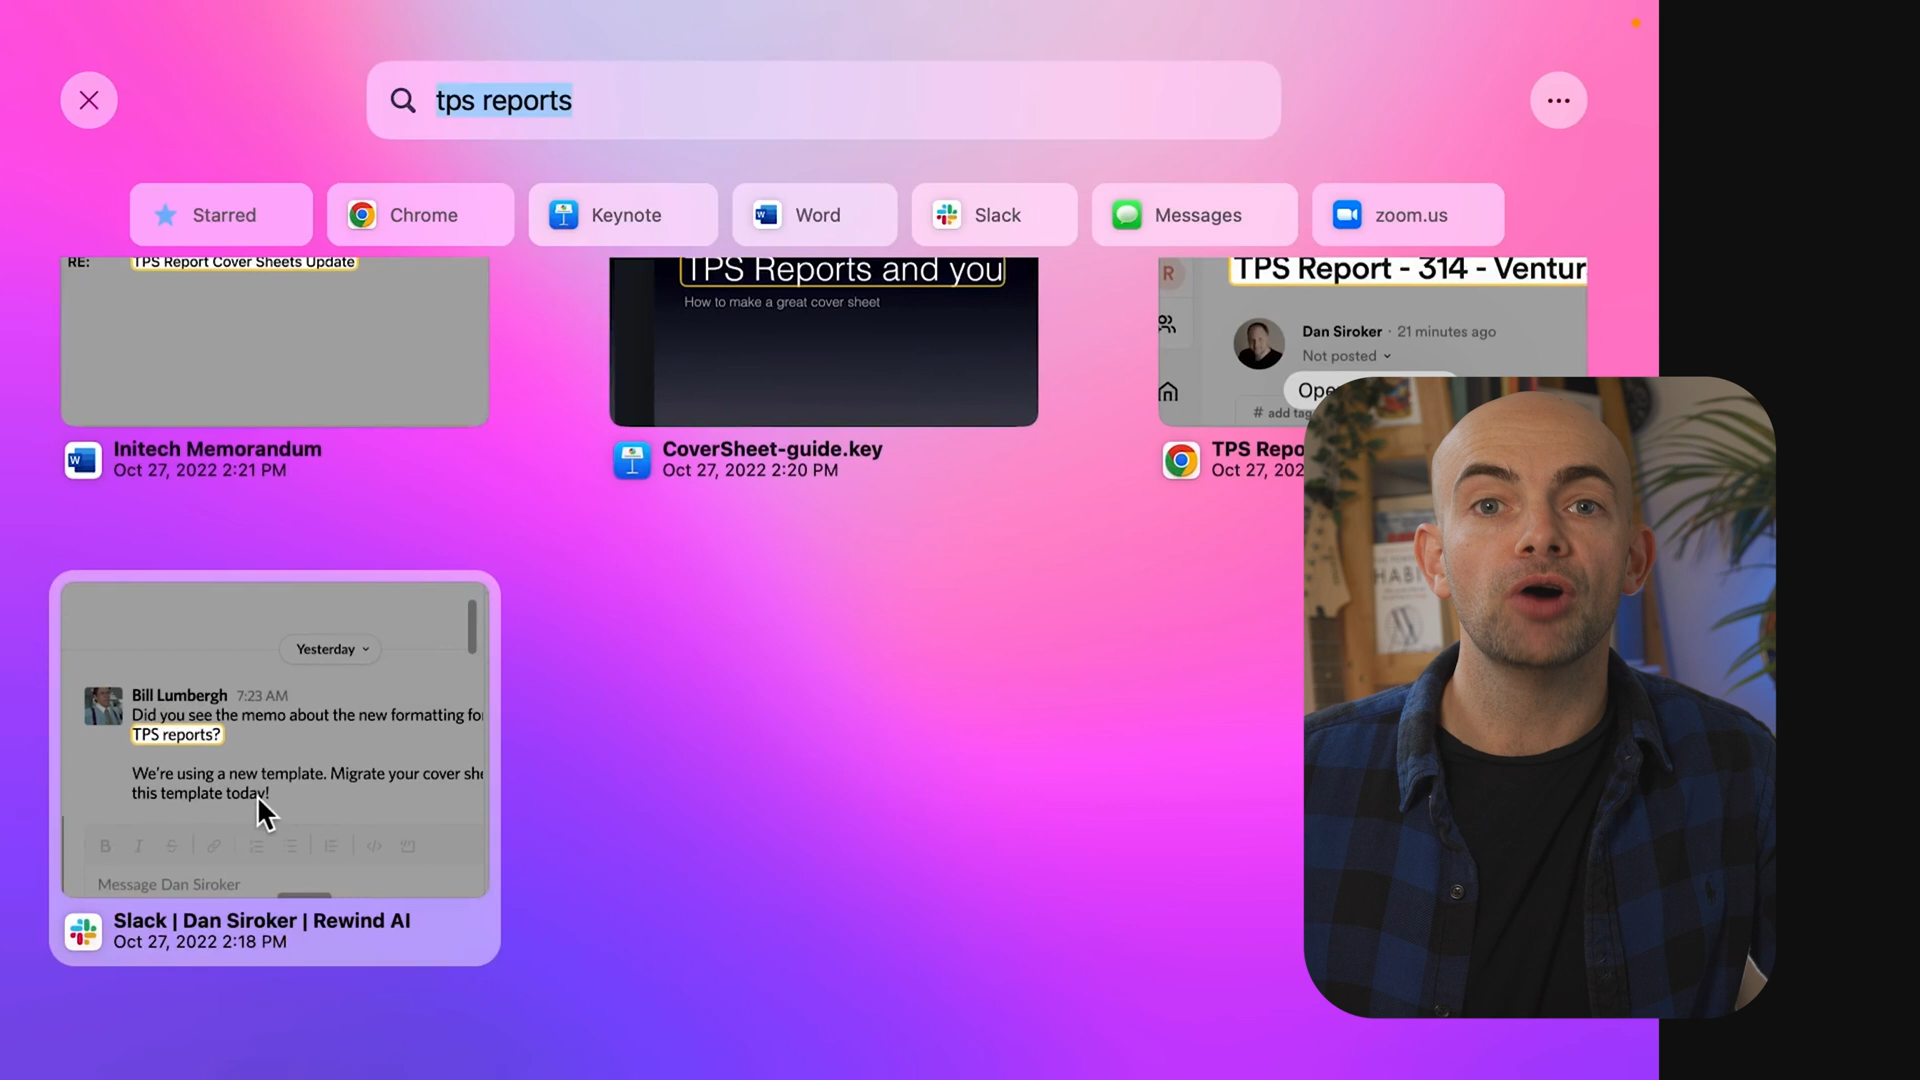 tps reports
Starred
Chrome
Keynote
Word
Slack
Messages
zoom.us
RE: TPS Report Cover Sheets Update
TPS Reports and you
How to make a great cover sheet
R
TPS Report - 314 - Ventur
Dan Siroker · 21 minutes ago
Not posted
Ope
# add tag
Initech Memorandum
Oct 27, 2022 2:21 PM
CoverSheet-guide.key
Oct 27, 2022 2:20 PM
TPS Repo
Oct 27, 202
HABI
Yesterday
Bill Lumbergh 7:23 AM
Did you see the memo about the new formatting for
TPS reports?
We're using a new template. Migrate your cover she
this template today!
B I S
Message Dan Siroker
Slack | Dan Siroker | Rewind AI
Oct 27, 2022 2:18 PM